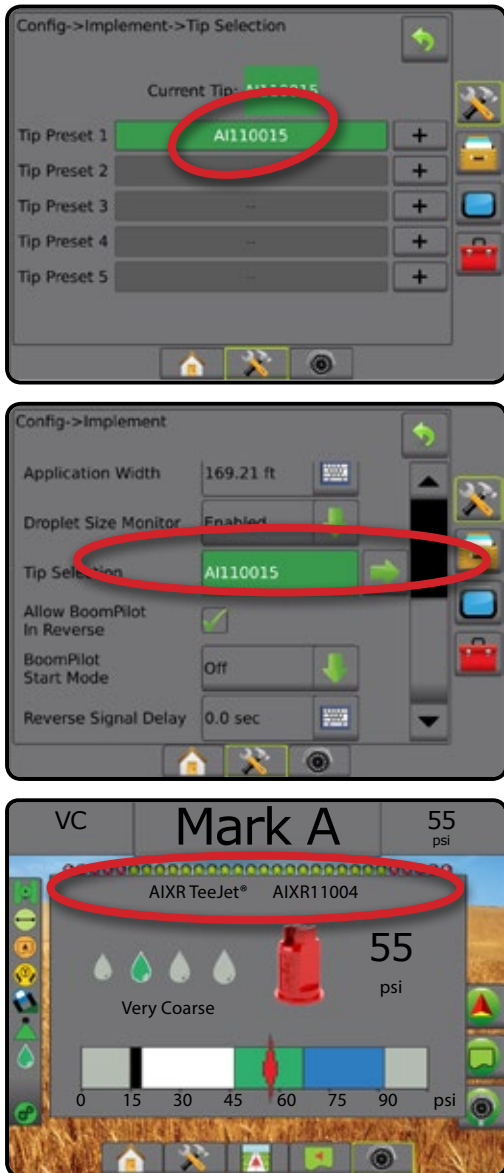 Config->Implement->Tip Selection
Current Tip: AI110015
Tip Preset 1 AI110015 +
Tip Preset 2 -- +
Tip Preset 3 -- +
Tip Preset 4 -- +
Tip Preset 5 -- +
Config->Implement
Application Width 169.21 ft
Droplet Size Monitor Enabled
Tip Selection AI110015
Allow BoomPilot
In Reverse
BoomPilot
Start Mode Off
Reverse Signal Delay 0.0 sec
VC Mark A 55
psi
AIXR TeeJet® AIXR11004
55
psi
Very Coarse
0 15 30 45 60 75 90 psi